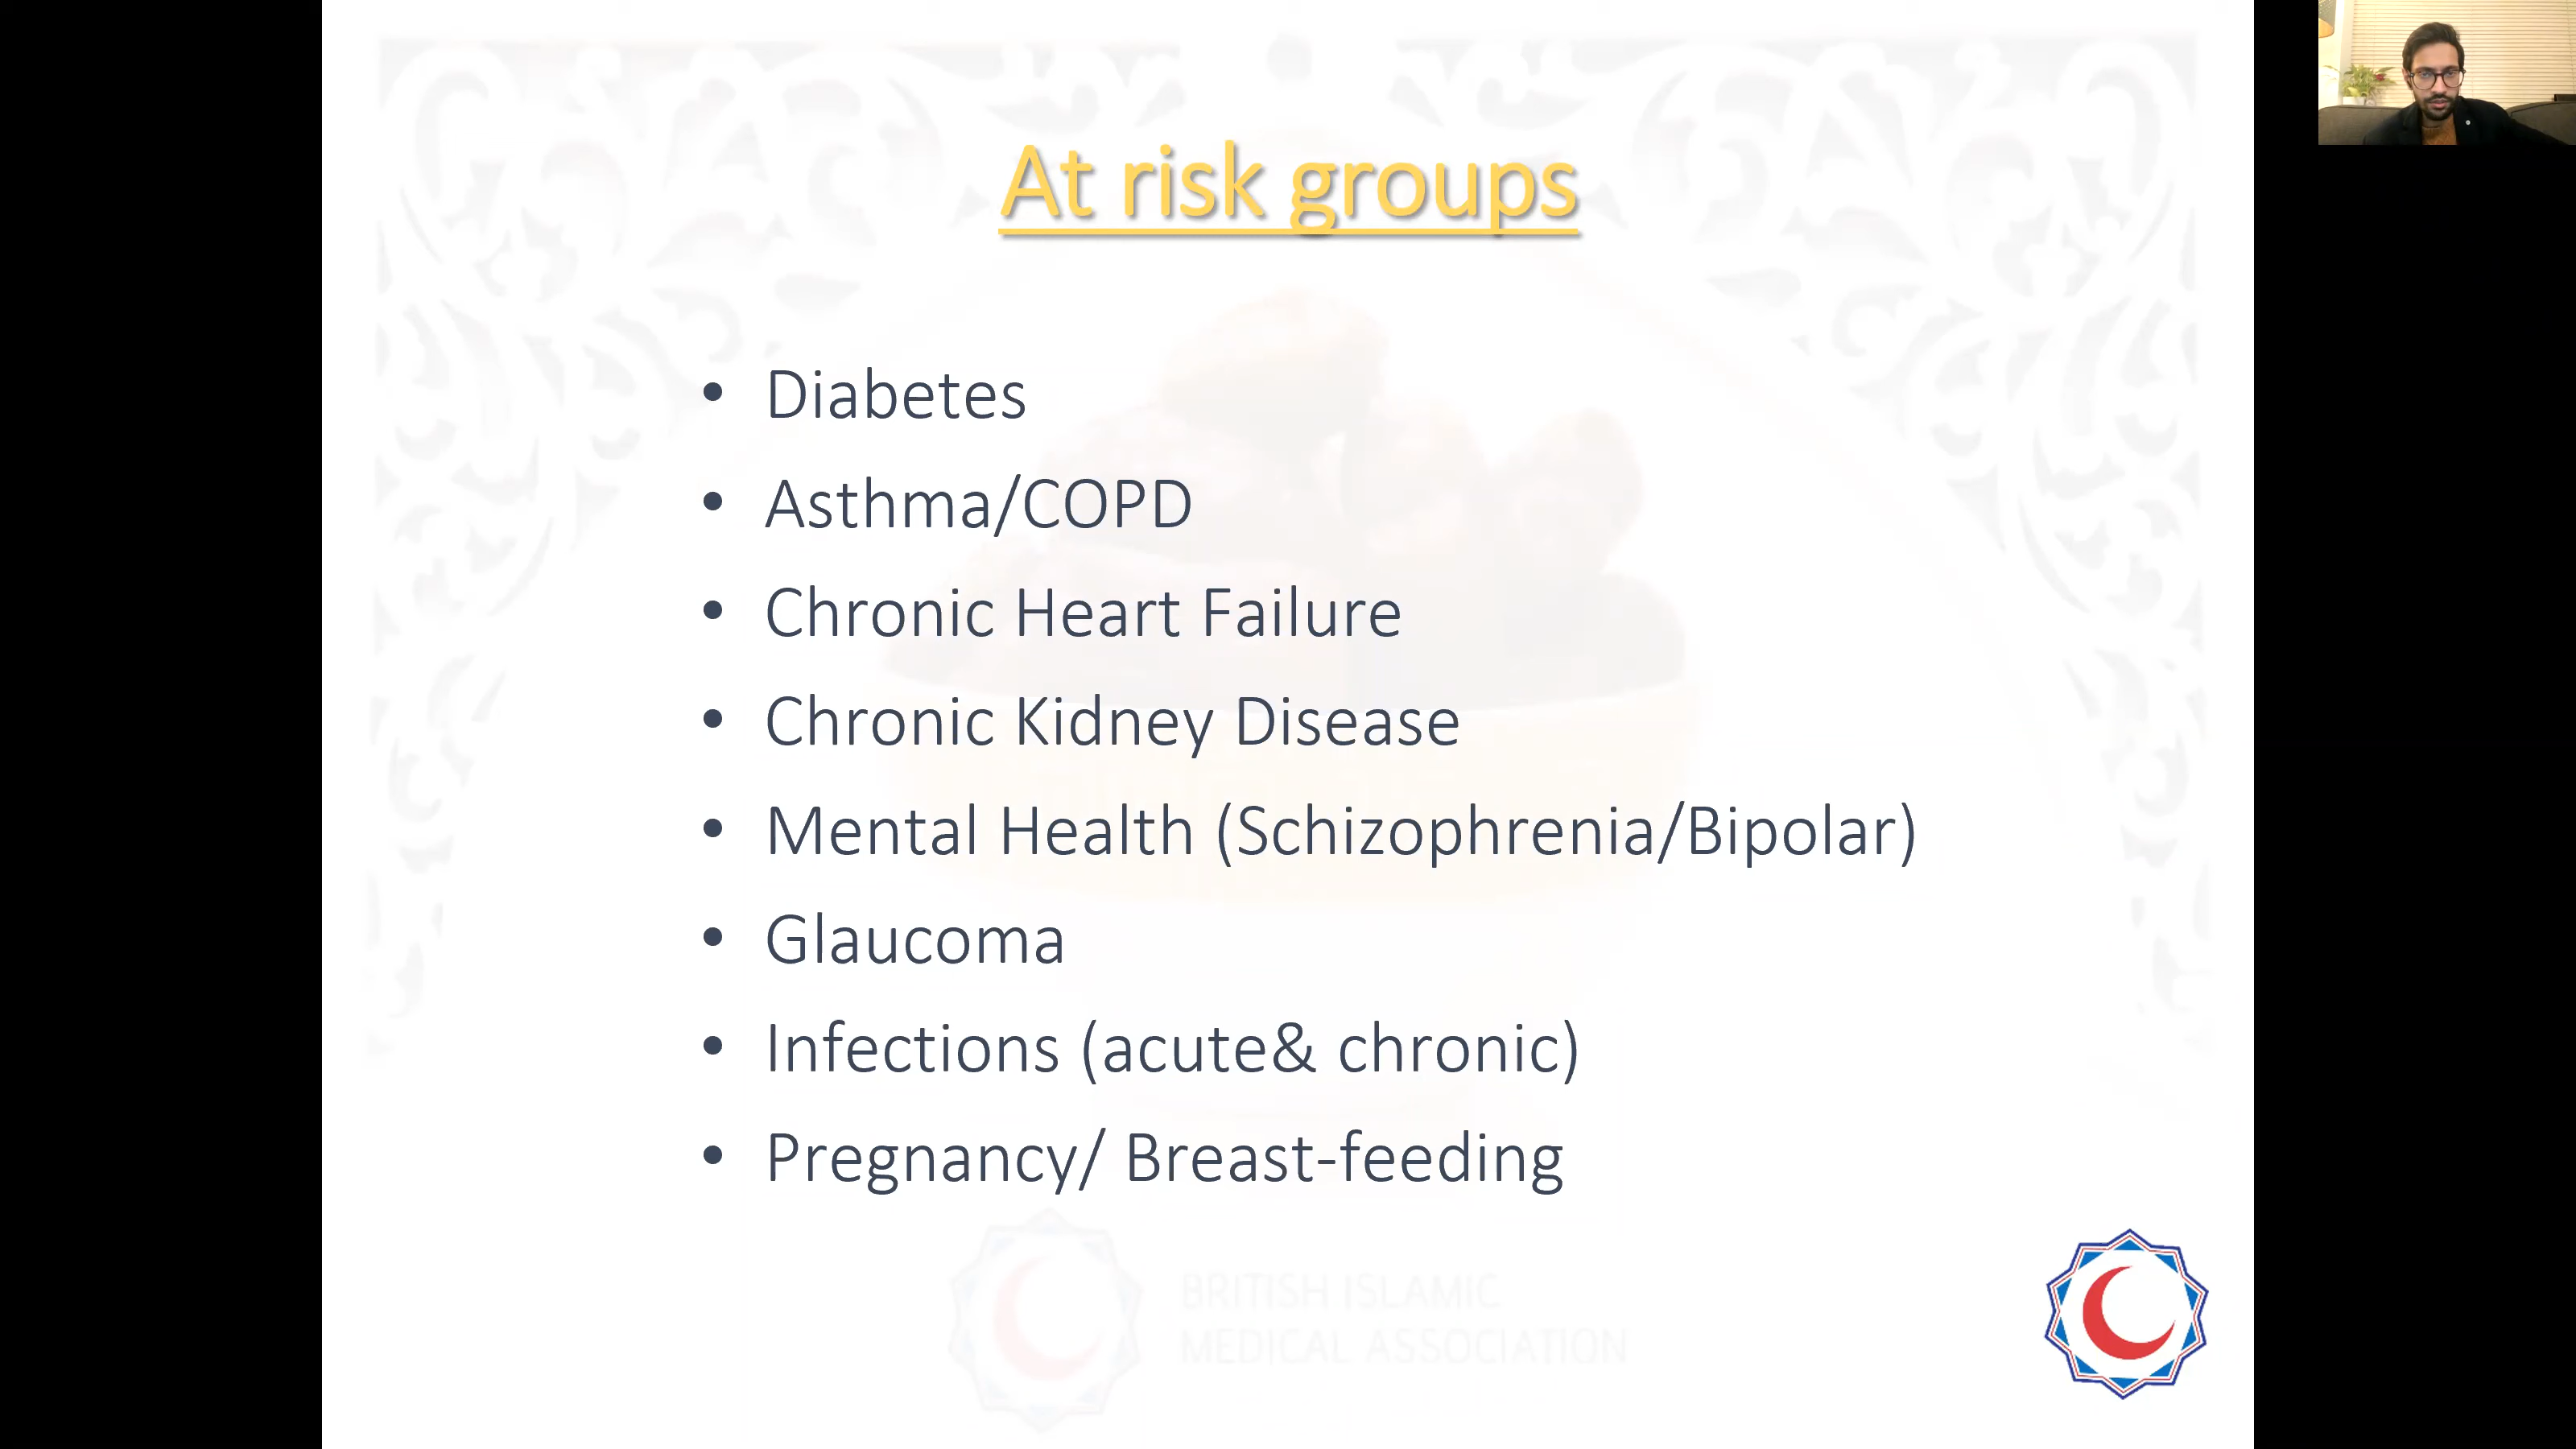 At risk groups
• Diabetes
• Asthma/COPD
• Chronic Heart Failure
• Chronic Kidney Disease
• Mental Health (Schizophrenia/Bipolar)
• Glaucoma
• Infections (acute& chronic)
• Pregnancy/ Breast-feeding
BRITISH ISLAMIC
MEDICAL ASSOCIATION